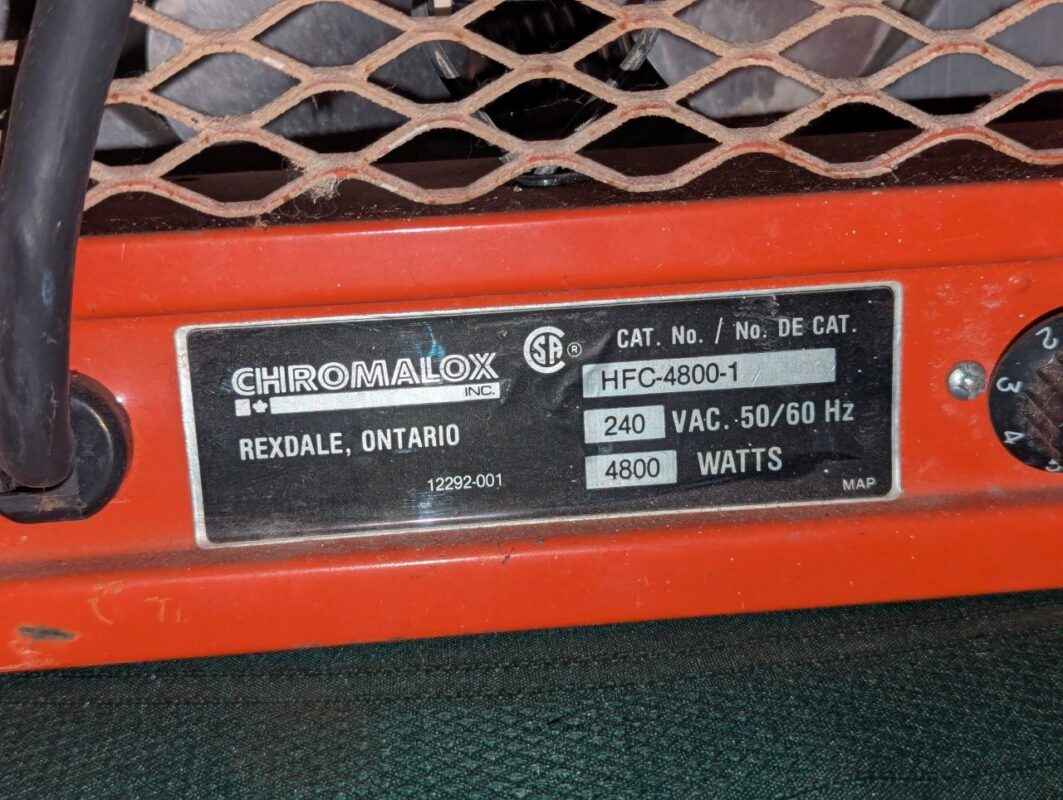 CHROMALOX
INC.
REXDALE, ONTARIO
12292-001
SA ®
CAT. No. / No. DE CAT.
HFC-4800-1
240 VAC. 50/60 Hz
4800 WATTS
MAP
2
3
4